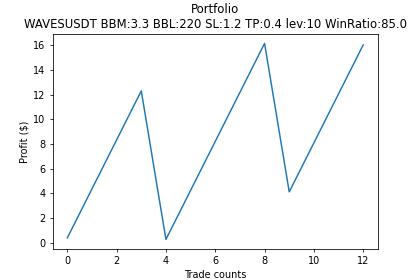 Portfolio
WAVESUSDT BBM:3.3 BBL:220 SL:1.2 TP:0.4 lev:10 WinRatio:85.0
Profit ($)
16
14
12
10
8
6
4
2
0
0 2 4 6 8 10 12
Trade counts